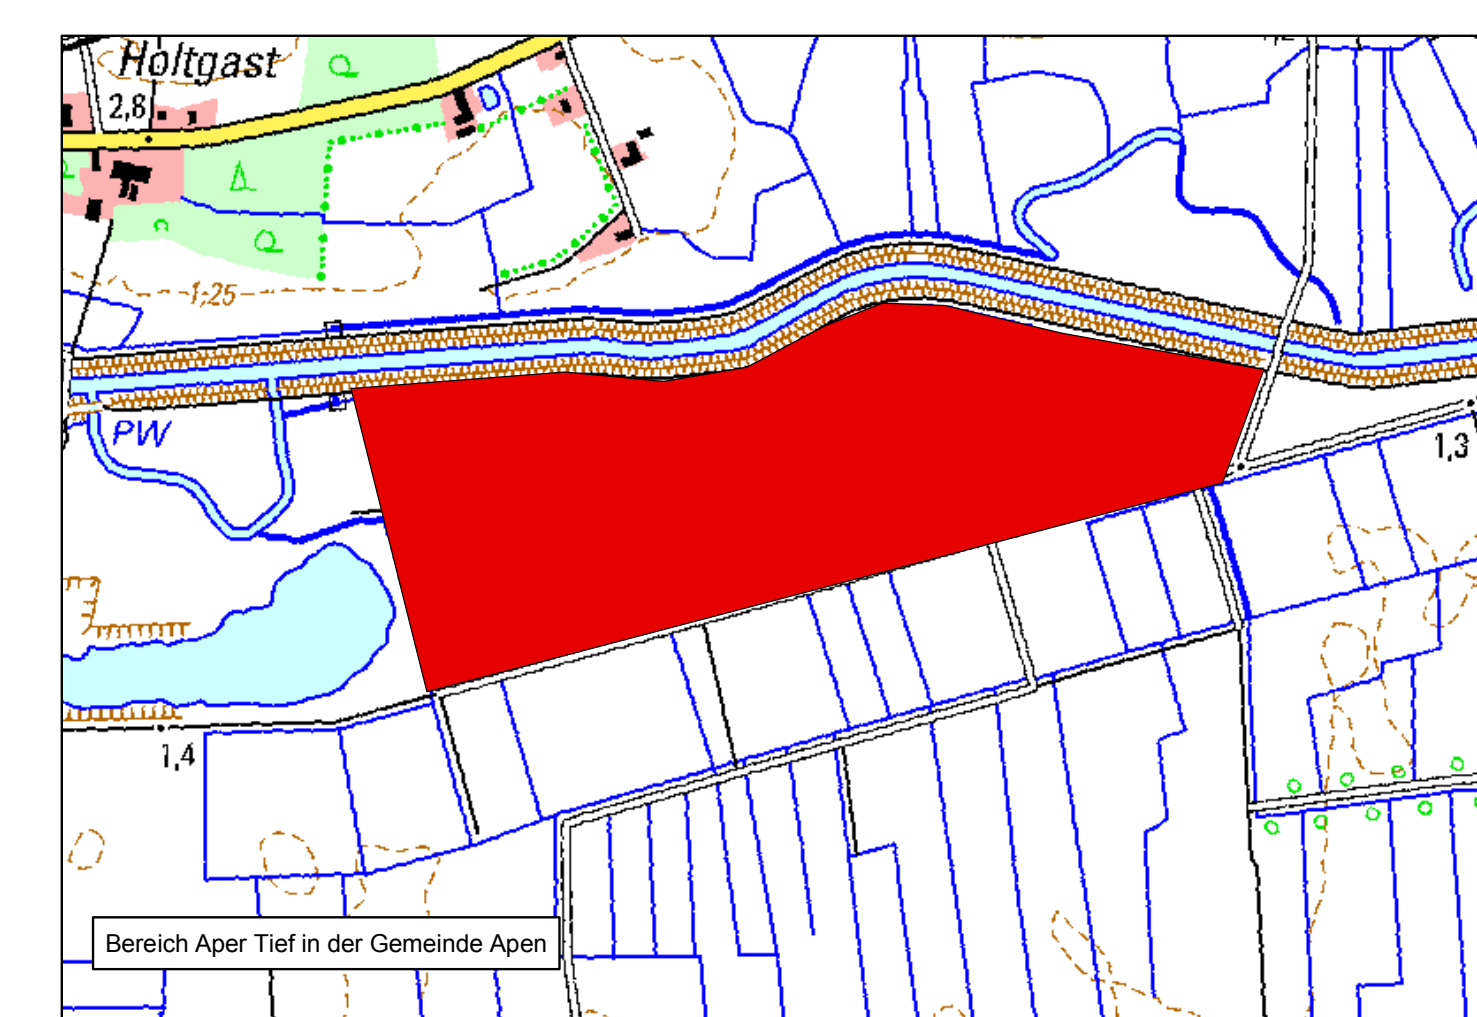 Holtgast
2,8
1,25
PW
1,3
1,4
Bereich Aper Tief in der Gemeinde Apen